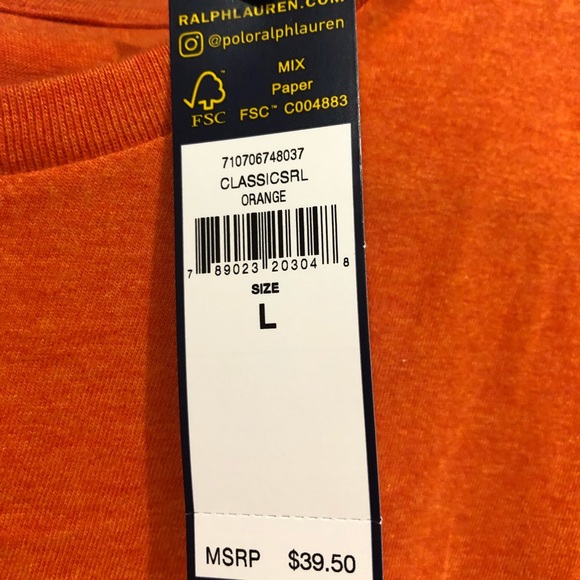 RALPHLAUREN.COM
@poloralphlauren
MIX
Paper
FSC™ C004883
FSC
710706748037
CLASSICSRL
ORANGE
7 89023 20304 8
SIZE
L
MSRP $39.50